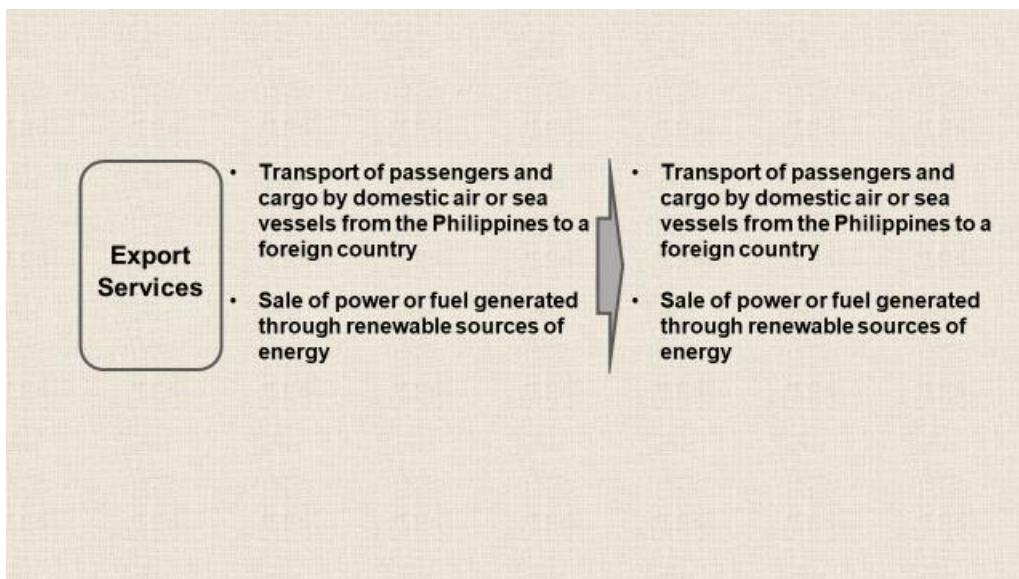 Export
Services
• Transport of passengers and
cargo by domestic air or sea
vessels from the Philippines to a
foreign country
• Sale of power or fuel generated
through renewable sources of
energy
• Transport of passengers and
cargo by domestic air or sea
vessels from the Philippines to a
foreign country
• Sale of power or fuel generated
through renewable sources of
energy